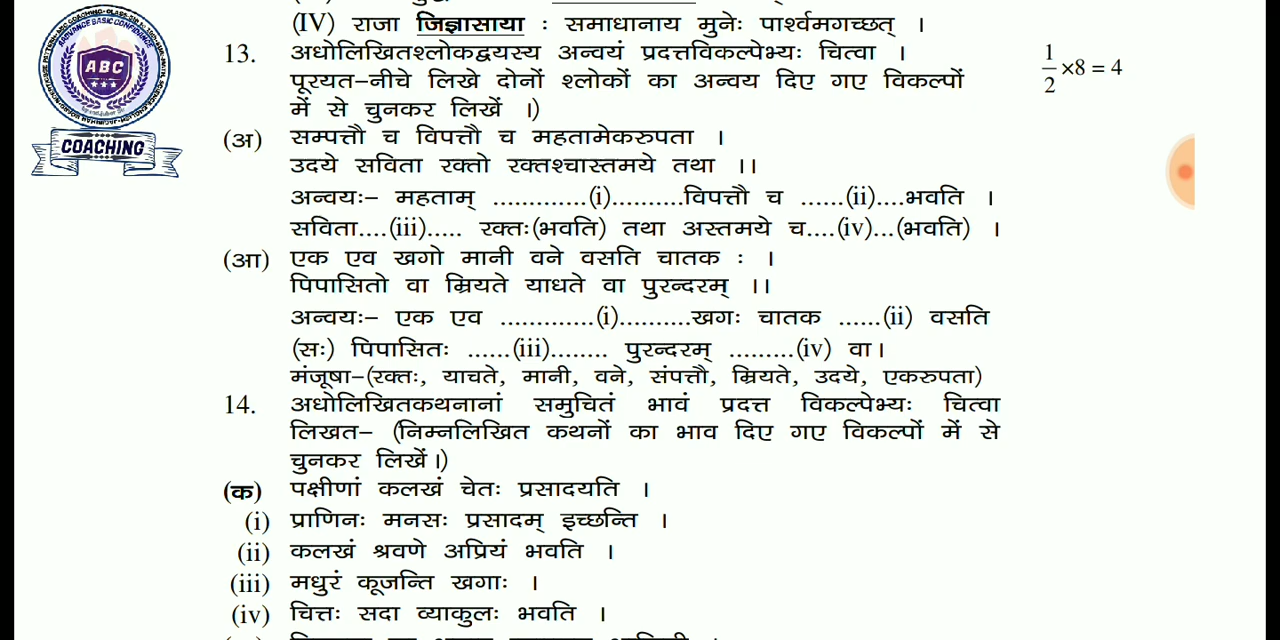 (IV) राजा जिज्ञासाया : समाधानाय मुनेः पार्श्वमगच्छत् ।
13. अधोलिखितश्लोकद्वयस्य अन्वयं प्रदत्तविकल्पेभ्यः चित्वा । 1/2 ×8 = 4
पूरयत–नीचे लिखे दोनों श्लोकों का अन्वय दिए गए विकल्पों
में से चुनकर लिखें ।)
(अ) सम्पत्तौ च विपत्तौ च महतामेकरुपता ।
उदये सविता रक्तो रक्तश्चास्तमये तथा ।।
अन्वयः– महताम् .............(i)..........विपत्तौ च ......(ii)....भवति ।
सविता....(iii)..... रक्तः(भवति) तथा अस्तमये च....(iv)...(भवति) ।
(आ) एक एव खगो मानी वने वसति चातक : ।
पिपासितो वा म्रियते याधते वा पुरन्दरम् ।।
अन्वयः– एक एव .............(i)..........खगः चातक ......(ii) वसति
(सः) पिपासितः ......(iii)........ पुरन्दरम् .........(iv) वा।
मंजूषा–(रक्तः, याचते, मानी, वने, संपत्तौ, म्रियते, उदये, एकरुपता)
14. अधोलिखितकथनानां समुचितं भावं प्रदत्त विकल्पेभ्यः चित्वा
लिखत– (निम्नलिखित कथनों का भाव दिए गए विकल्पों में से
चुनकर लिखें।)
(क) पक्षीणां कलखं चेतः प्रसादयति ।
(i) प्राणिनः मनसः प्रसादम् इच्छन्ति ।
(ii) कलखं श्रवणे अप्रियं भवति ।
(iii) मधुरं कूजन्ति खगाः ।
(iv) चित्तः सदा व्याकुलः भवति ।
ABC
COACHING